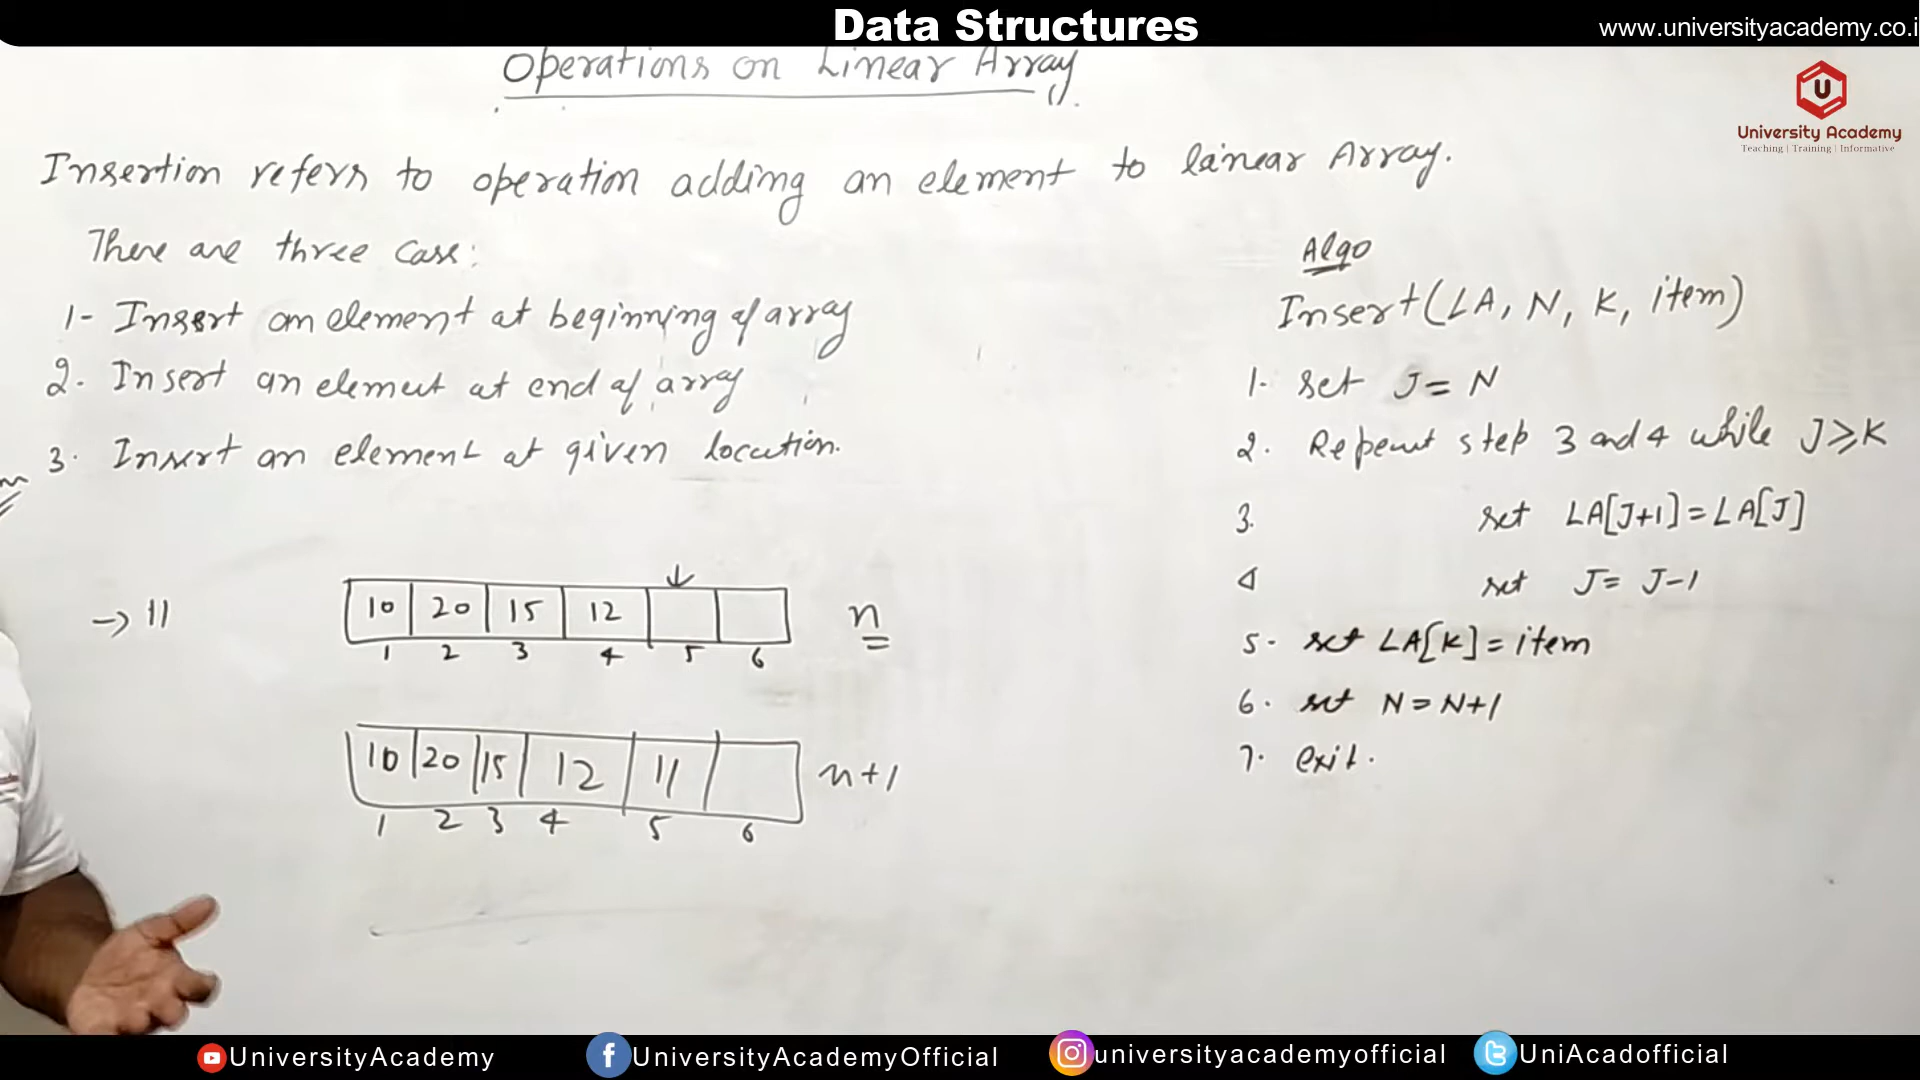 Data Structures
www.universityacademy.co.i
Operations on Linear Array
University Academy
Teaching | Training | Informative
Insertion refers to operation adding an element to linear Array.
There are three case:
1- Insert an element at beginning of array
2. Insert an elemet at end of array
3. Insert an element at given location.
Algo
Insert(LA, N, K, item)
1. set J = N
2. Repeat step 3 and 4 while J ≥ K
3. set LA[J+1] = LA[J]
4 set J = J-1
5. set LA[K] = item
6. set N = N+1
7. exit.
→ 11
↓
10 20 15 12 n
1 2 3 4 5 6
10 20 15 12 11 n+1
1 2 3 4 5 6
UniversityAcademy UniversityAcademyOfficial universityacademyofficial UniAcadofficial